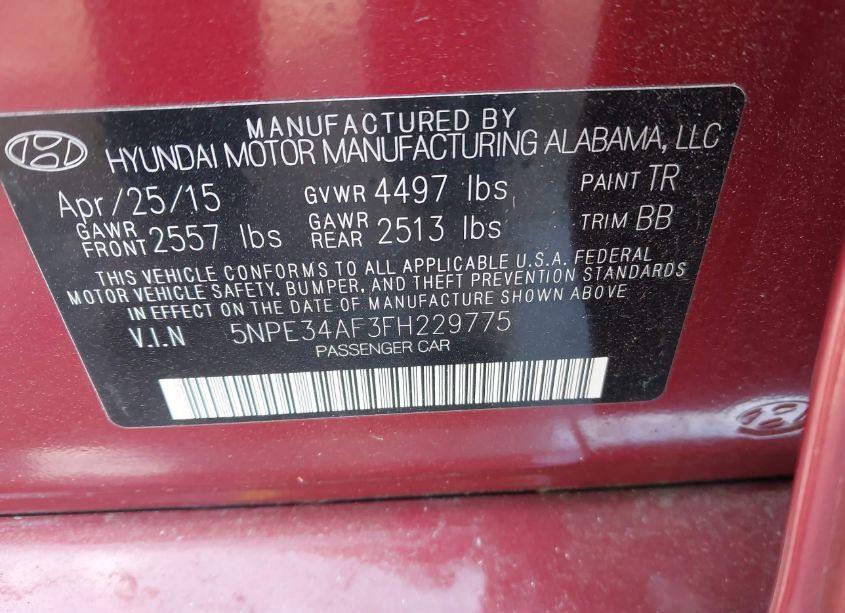 MANUFACTURED BY
HYUNDAI MOTOR MANUFACTURING ALABAMA, LLC
Apr/25/15 GVWR 4497 lbs PAINT TR
GAWR FRONT 2557 lbs GAWR REAR 2513 lbs TRIM BB
THIS VEHICLE CONFORMS TO ALL APPLICABLE U.S.A. FEDERAL
MOTOR VEHICLE SAFETY, BUMPER, AND THEFT PREVENTION STANDARDS
IN EFFECT ON THE DATE OF MANUFACTURE SHOWN ABOVE
V.I.N 5NPE34AF3FH229775
PASSENGER CAR